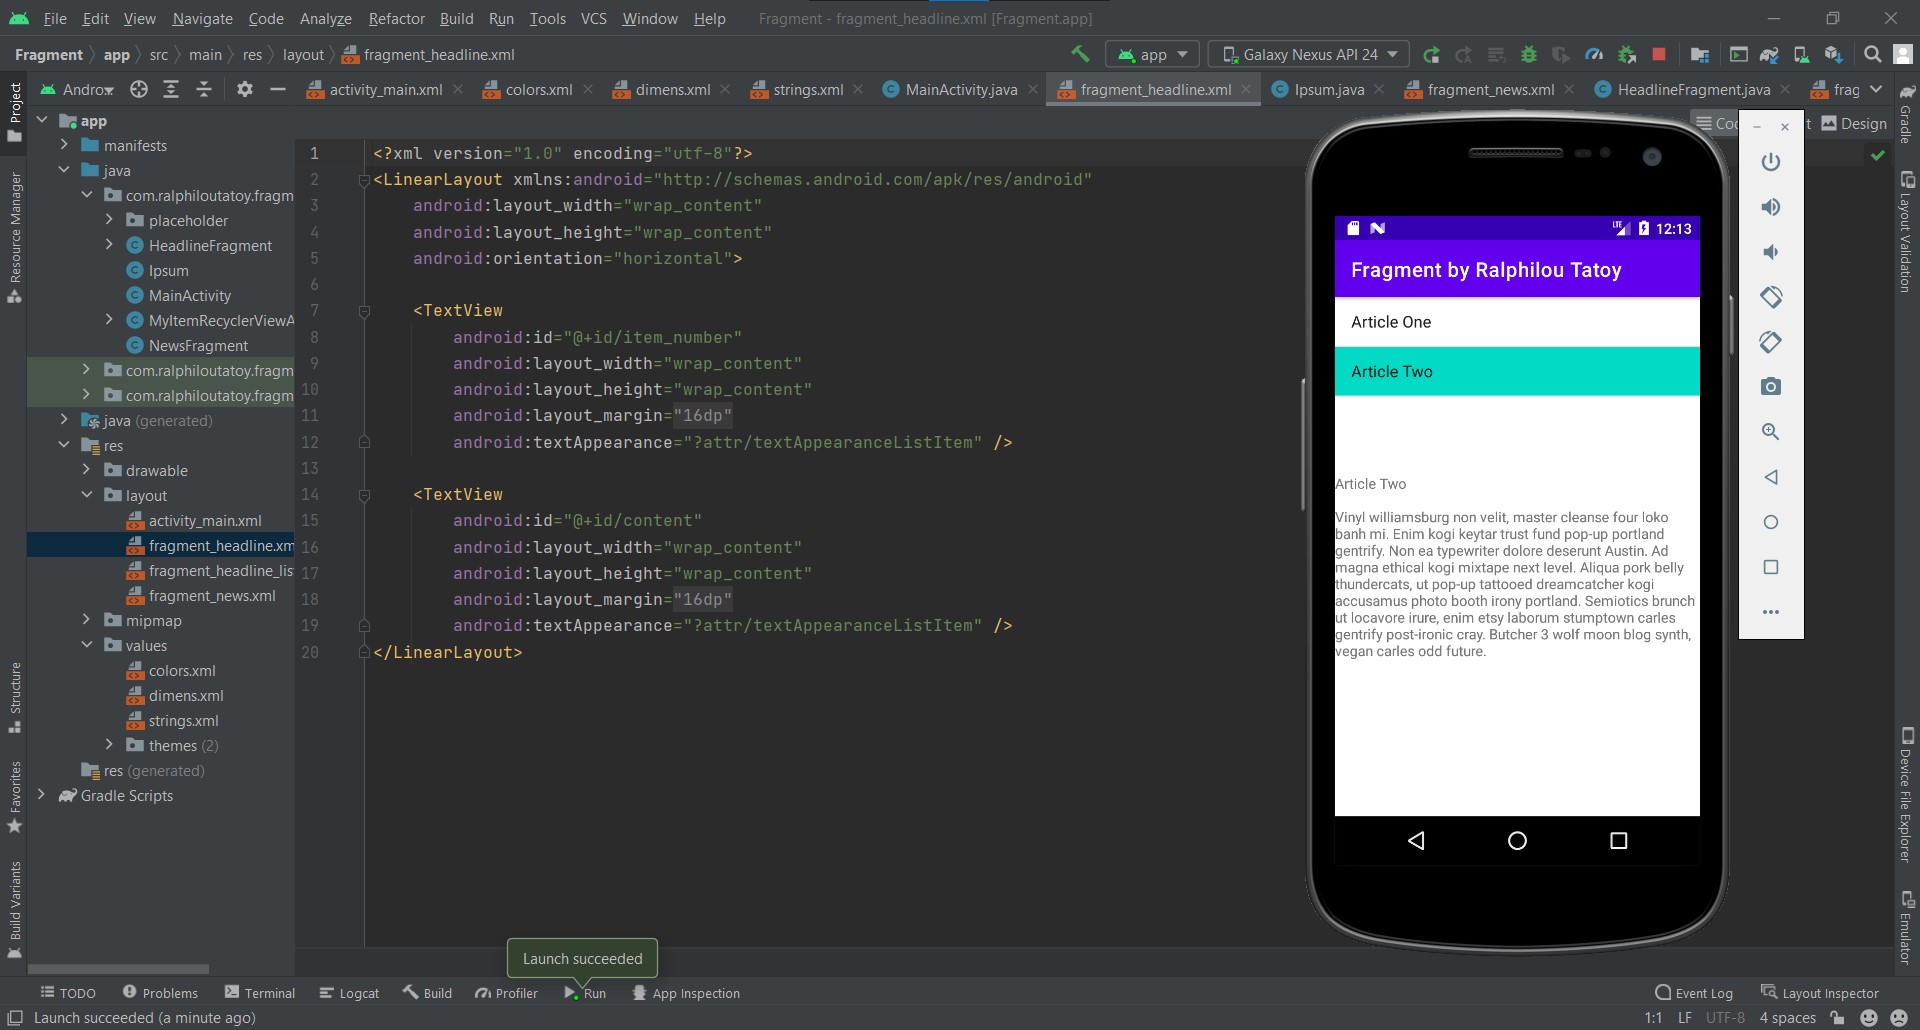 File Edit View Navigate Code Analyze Refactor Build Run Tools VCS Window Help Fragment - fragment_headline.xml [Fragment.app]
Fragment app src main res layout fragment_headline.xml app Galaxy Nexus API 24
Andro activity_main.xml colors.xml dimens.xml strings.xml MainActivity.java fragment_headline.xml Ipsum.java fragment_news.xml HeadlineFragment.java frag
Project
Resource Manager
Structure
Favorites
Build Variants
app
manifests
java
com.ralphiloutatoy.fragm
placeholder
HeadlineFragment
Ipsum
MainActivity
MyItemRecyclerViewA
NewsFragment
com.ralphiloutatoy.fragm
com.ralphiloutatoy.fragm
java (generated)
res
drawable
layout
activity_main.xml
fragment_headline.xm
fragment_headline_lis
fragment_news.xml
mipmap
values
colors.xml
dimens.xml
strings.xml
themes (2)
res (generated)
Gradle Scripts
1 <?xml version="1.0" encoding="utf-8"?>
2 <LinearLayout xmlns:android="http://schemas.android.com/apk/res/android"
3 android:layout_width="wrap_content"
4 android:layout_height="wrap_content"
5 android:orientation="horizontal">
6
7 <TextView
8 android:id="@+id/item_number"
9 android:layout_width="wrap_content"
10 android:layout_height="wrap_content"
11 android:layout_margin="16dp"
12 android:textAppearance="?attr/textAppearanceListItem" />
13
14 <TextView
15 android:id="@+id/content"
16 android:layout_width="wrap_content"
17 android:layout_height="wrap_content"
18 android:layout_margin="16dp"
19 android:textAppearance="?attr/textAppearanceListItem" />
20 </LinearLayout>
Co t Design
LTE 12:13
Fragment by Ralphilou Tatoy
Article One
Article Two
Article Two
Vinyl williamsburg non velit, master cleanse four loko
banh mi. Enim kogi keytar trust fund pop-up portland
gentrify. Non ea typewriter dolore deserunt Austin. Ad
magna ethical kogi mixtape next level. Aliqua pork belly
thundercats, ut pop-up tattooed dreamcatcher kogi
accusamus photo booth irony portland. Semiotics brunch
ut locavore irure, enim etsy laborum stumptown carles
gentrify post-ironic cray. Butcher 3 wolf moon blog synth,
vegan carles odd future.
Gradle
Layout Validation
Device File Explorer
Emulator
Launch succeeded
TODO Problems Terminal Logcat Build Profiler Run App Inspection Event Log Layout Inspector
Launch succeeded (a minute ago) 1:1 LF UTF-8 4 spaces